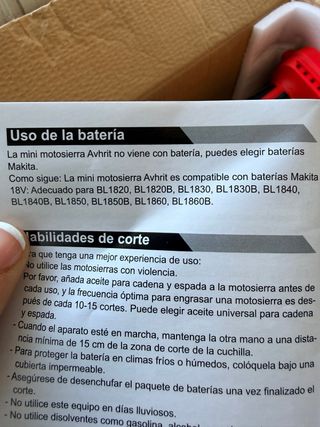 Uso de la batería
La mini motosierra Avhrit no viene con batería, puedes elegir baterías
Makita.
Como sigue: La mini motosierra Avhrit es compatible con baterías Makita
18V: Adecuado para BL1820, BL1820B, BL1830, BL1830B, BL1840,
BL1840B, BL1850, BL1850B, BL1860, BL1860B.
abilidades de corte
ra que tenga una mejor experiencia de uso:
No utilice las motosierras con violencia.
Por favor, añada aceite para cadena y espada a la motosierra antes de
cada uso, y la frecuencia óptima para engrasar una motosierra es des-
pués de cada 10-15 cortes. Puede elegir aceite universal para cadena
y espada.
- Cuando el aparato esté en marcha, mantenga la otra mano a una distan-
ncia mínima de 15 cm de la zona de corte de la cuchilla.
- Para proteger la batería en climas fríos o húmedos, colóquela bajo una
cubierta impermeable.
- Asegúrese de desenchufar el paquete de baterías una vez finalizado el
corte.
- No utilice este equipo en días lluviosos.
- No utilice disolventes como gasolina,